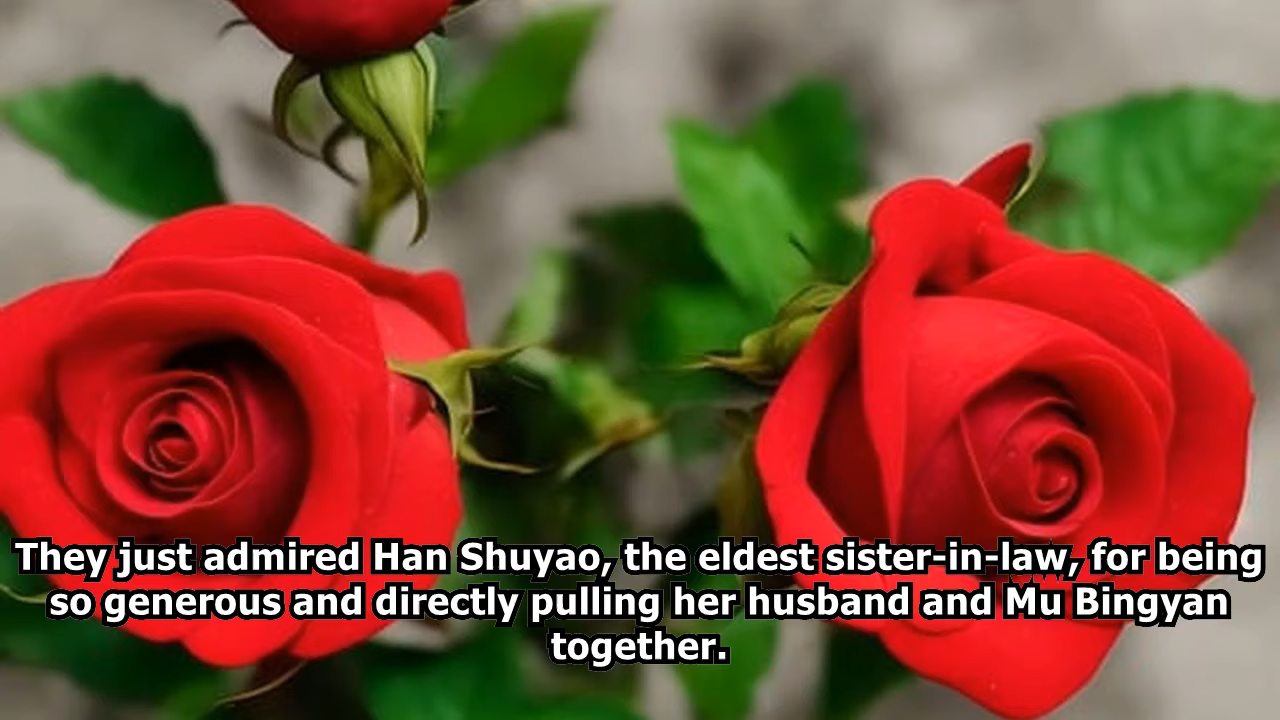 They just admired Han Shuyao, the eldest sister-in-law, for being
so generous and directly pulling her husband and Mu Bingyan
together.